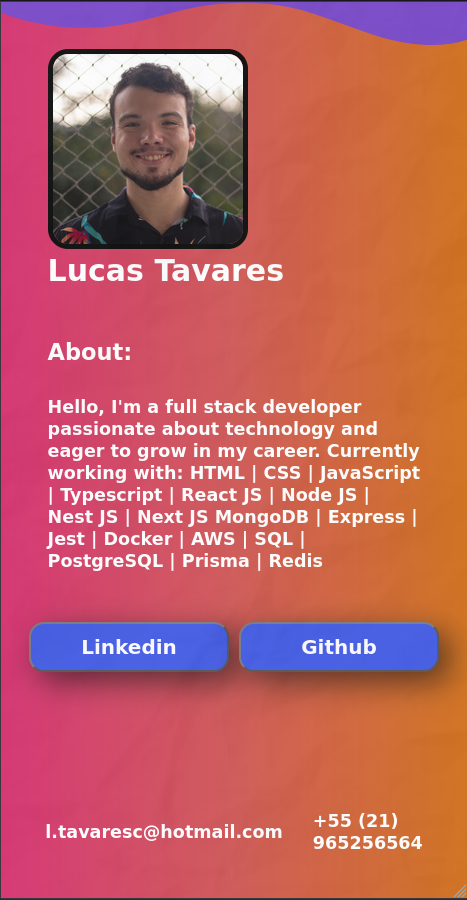 Lucas Tavares
About:
Hello, I'm a full stack developer
passionate about technology and
eager to grow in my career. Currently
working with: HTML | CSS | JavaScript
| Typescript | React JS | Node JS |
Nest JS | Next JS MongoDB | Express |
Jest | Docker | AWS | SQL |
PostgreSQL | Prisma | Redis
Linkedin
Github
l.tavaresc@hotmail.com
+55 (21)
965256564